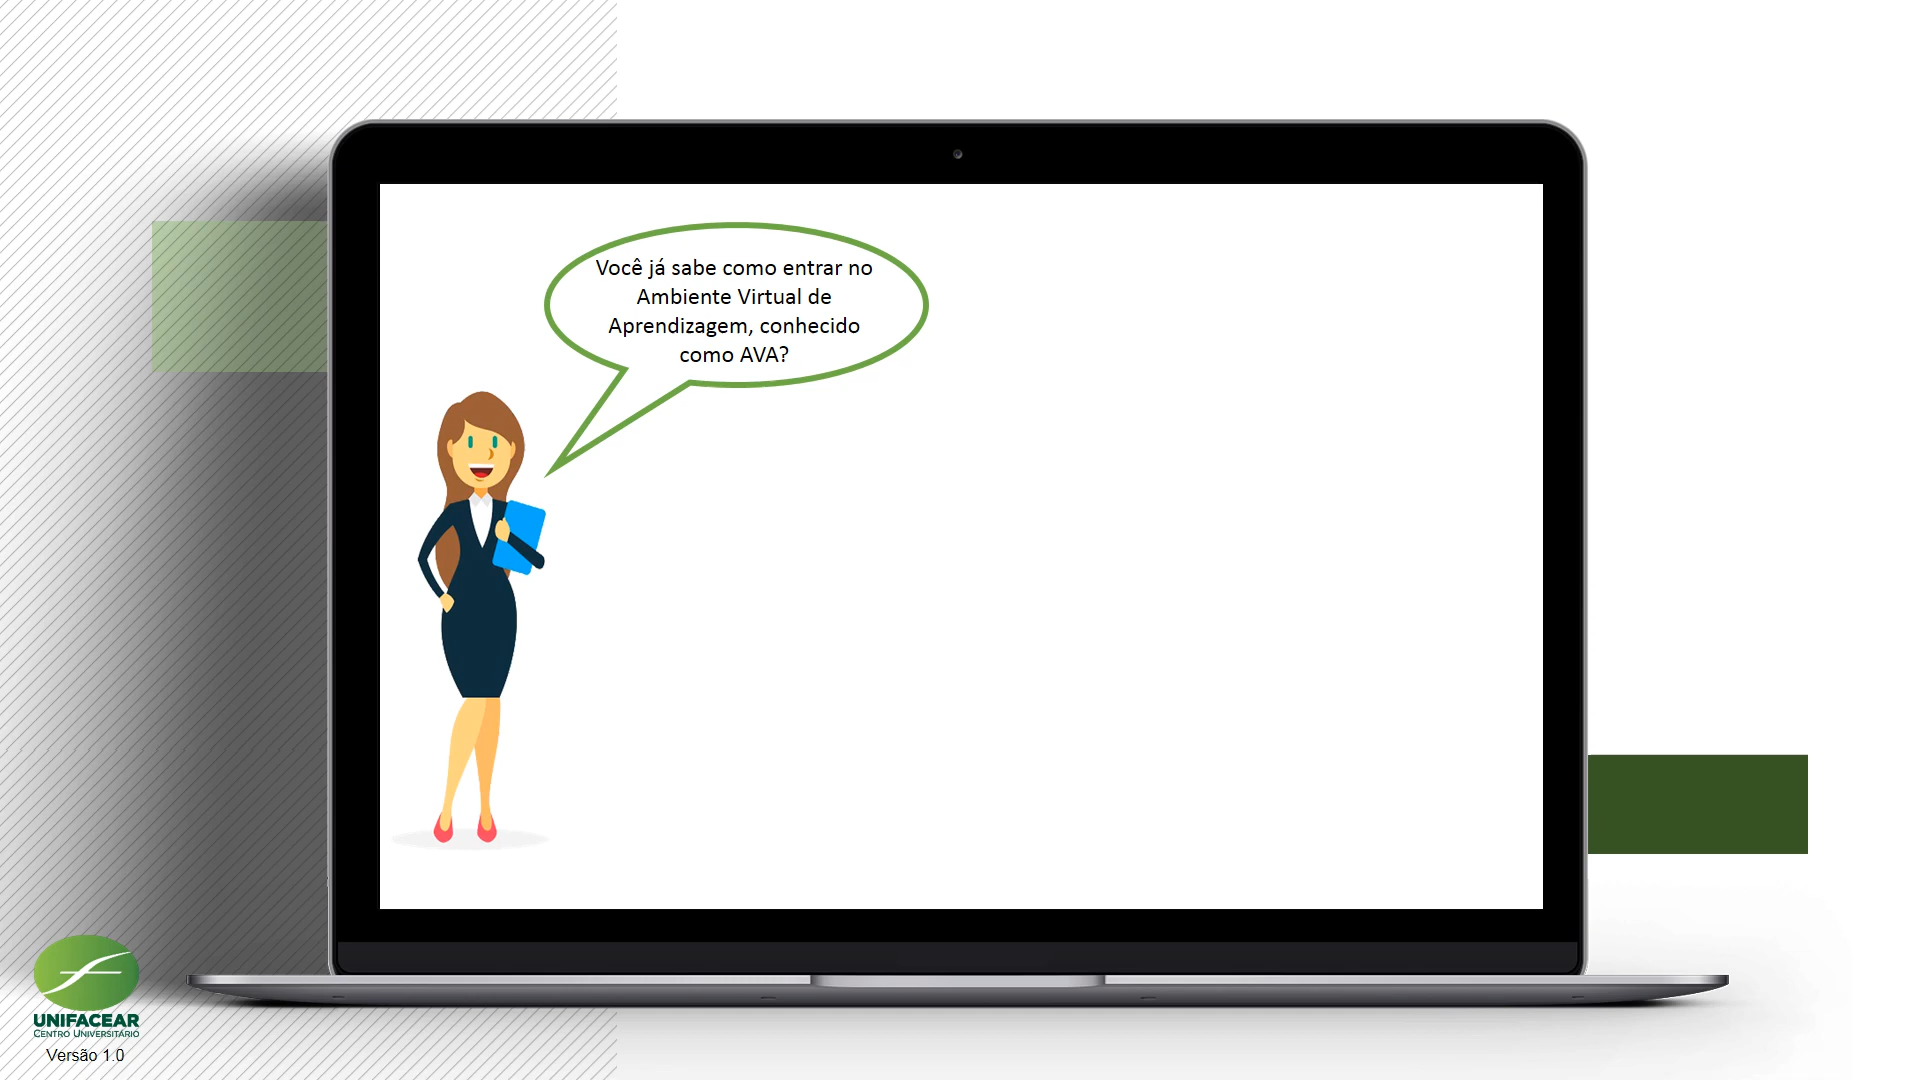 Você já sabe como entrar no
Ambiente Virtual de
Aprendizagem, conhecido
como AVA?
UNIFACEAR
CENTRO UNIVERSITÁRIO
Versão 1.0